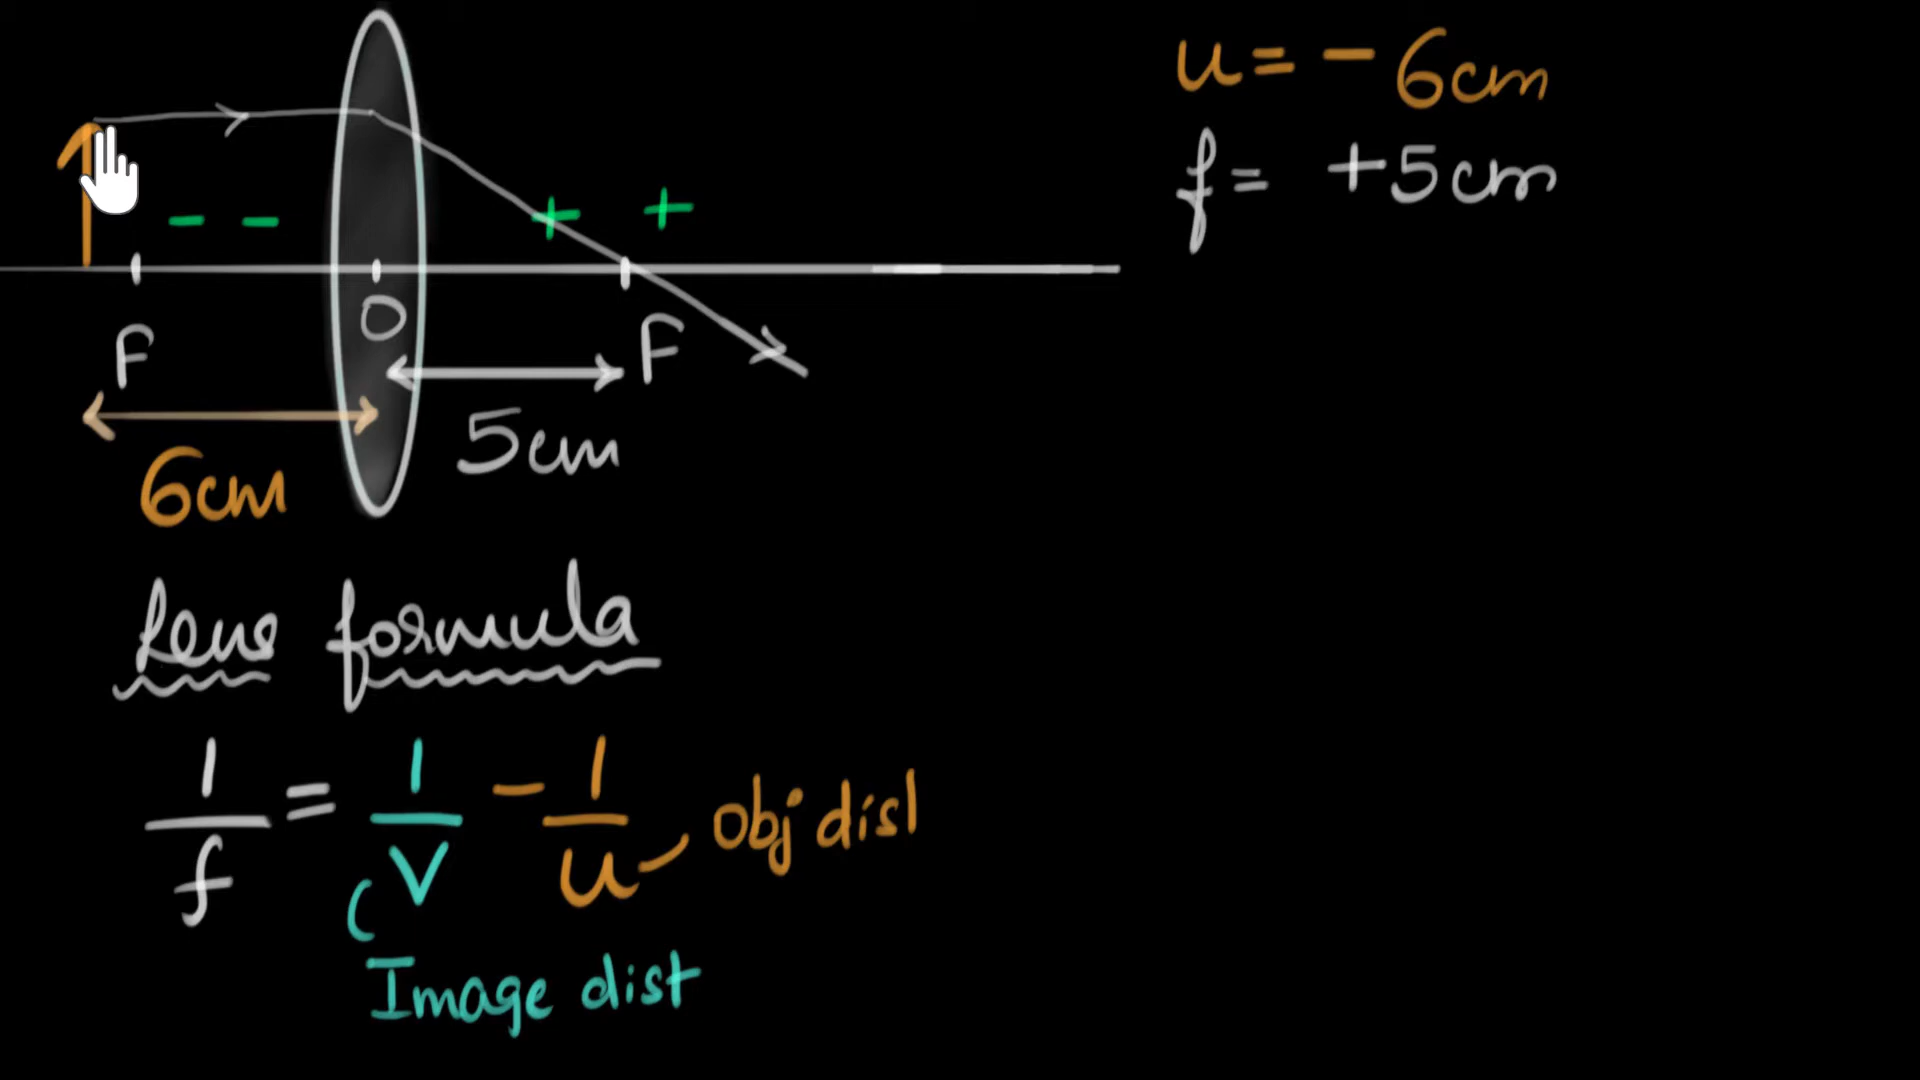 u = - 6cm
f = +5cm
- - + +
F O F
6cm 5cm
Lens formula
1/f = 1/v - 1/u obj dist
Image dist